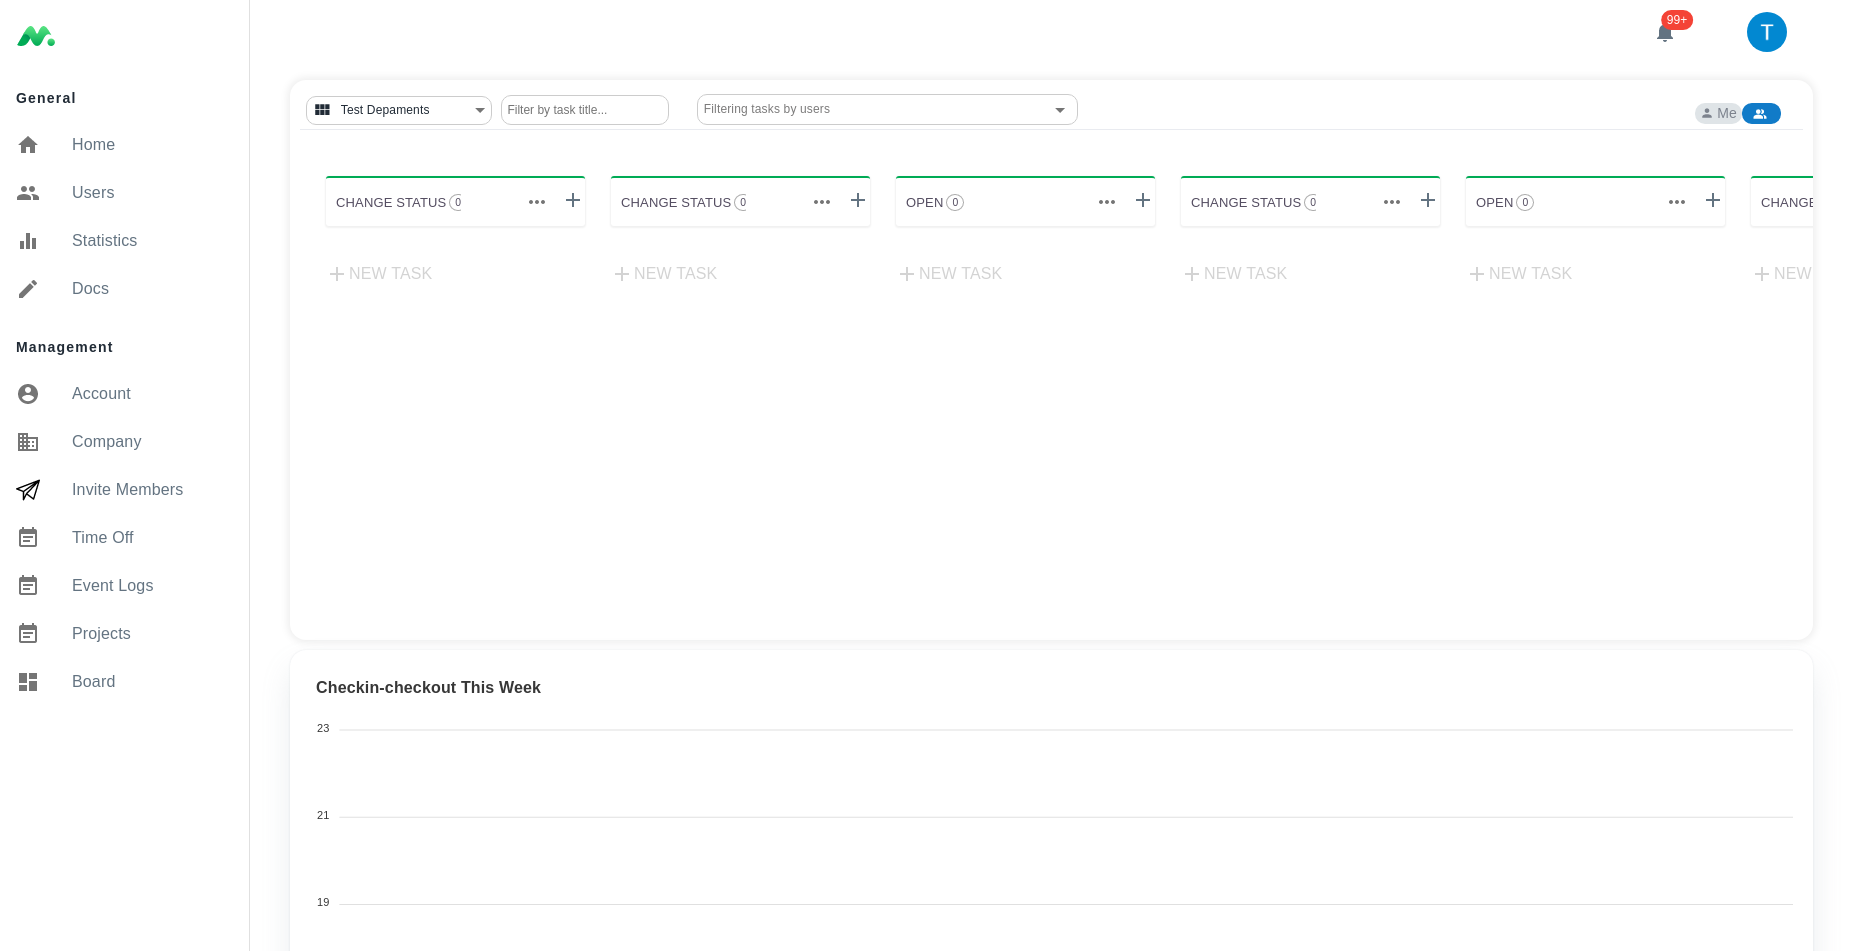 99+
T
General
Home
Users
Statistics
Docs
Management
Account
Company
Invite Members
Time Off
Event Logs
Projects
Board
Test Depaments
Filter by task title...
Filtering tasks by users
Me
CHANGE STATUS 0
CHANGE STATUS 0
OPEN 0
CHANGE STATUS 0
OPEN 0
CHANGE
NEW TASK
NEW TASK
NEW TASK
NEW TASK
NEW TASK
NEW
Checkin-checkout This Week
23
21
19